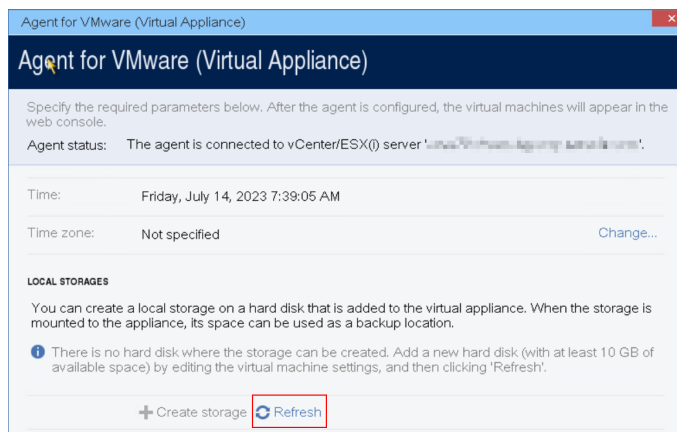 Agent for VMware (Virtual Appliance)
Agent for VMware (Virtual Appliance)
Specify the required parameters below. After the agent is configured, the virtual machines will appear in the
web console.
Agent status: The agent is connected to vCenter/ESX(i) server '                    '.
Time: Friday, July 14, 2023 7:39:05 AM
Time zone: Not specified Change...
LOCAL STORAGES
You can create a local storage on a hard disk that is added to the virtual appliance. When the storage is
mounted to the appliance, its space can be used as a backup location.
There is no hard disk where the storage can be created. Add a new hard disk (with at least 10 GB of
available space) by editing the virtual machine settings, and then clicking 'Refresh'.
Create storage Refresh